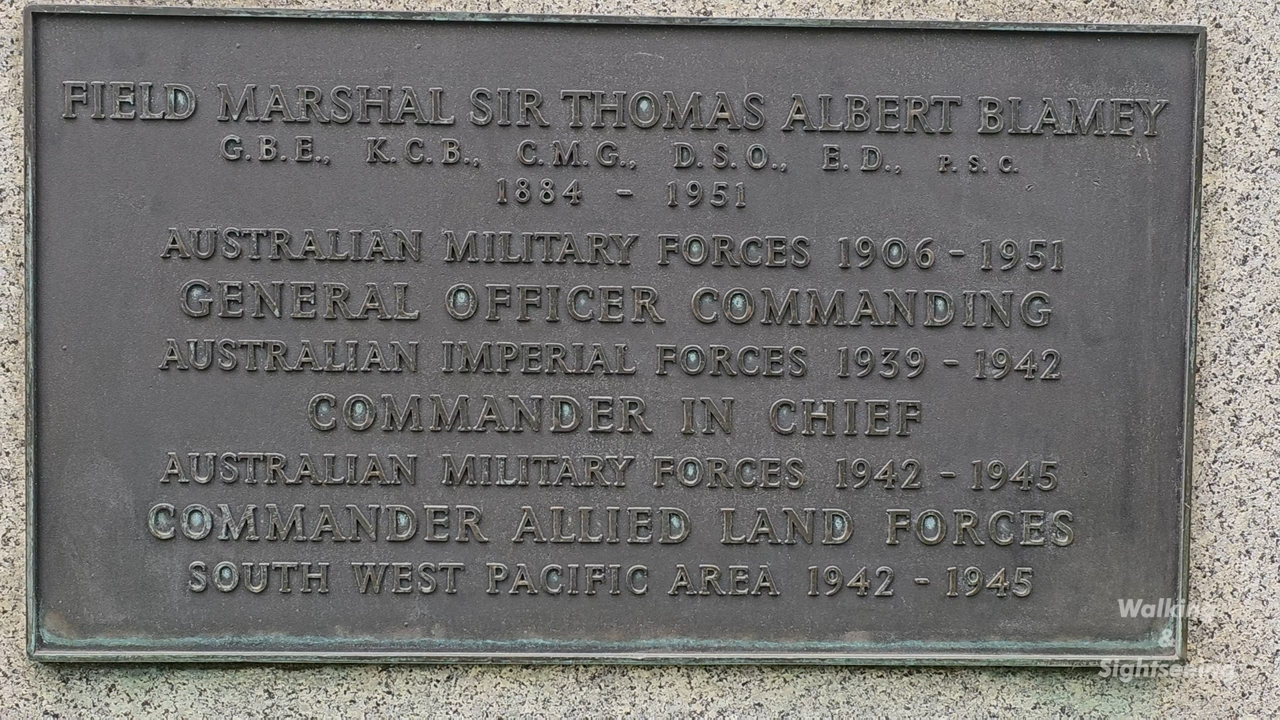 FIELD MARSHAL SIR THOMAS ALBERT BLAMEY
G.B.E., K.C.B., C.M.G., D.S.O., E.D., P.S.C.
1884 - 1951
AUSTRALIAN MILITARY FORCES 1906 - 1951
GENERAL OFFICER COMMANDING
AUSTRALIAN IMPERIAL FORCES 1939 - 1942
COMMANDER IN CHIEF
AUSTRALIAN MILITARY FORCES 1942 - 1945
COMMANDER ALLIED LAND FORCES
SOUTH WEST PACIFIC AREA 1942 - 1945
Walking
&
Sightseeing